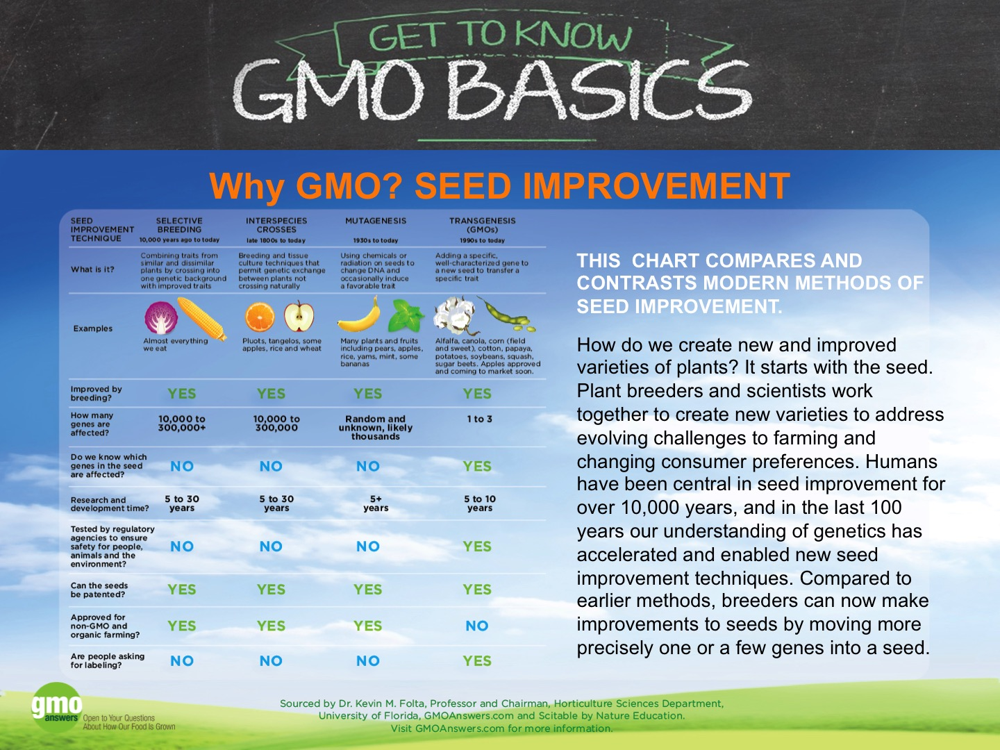 GET TO KNOW
GMO BASICS
Why GMO? SEED IMPROVEMENT
SEED
IMPROVEMENT
TECHNIQUE
SELECTIVE
BREEDING
10,000 years ago to today
INTERSPECIES
CROSSES
late 1800s to today
MUTAGENESIS
1930s to today
TRANSGENESIS
(GMOs)
1990s to today
What is it?
Combining traits from
similar and dissimilar
plants by crossing into
one genetic background
with improved traits
Breeding and tissue
culture techniques that
permit genetic exchange
between plants not
crossing naturally
Using chemicals or
radiation on seeds to
change DNA and
occasionally induce
a favorable trait
Adding a specific,
well-characterized gene to
a new seed to transfer a
specific trait
Examples
Almost everything
we eat
Pluots, tangelos, some
apples, rice and wheat
Many plants and fruits
including pears, apples,
rice, yams, mint, some
bananas
Alfalfa, canola, corn (field
and sweet), cotton, papaya,
potatoes, soybeans, squash,
sugar beets. Apples approved
and coming to market soon.
Improved by
breeding?
YES
YES
YES
YES
How many
genes are
affected?
10,000 to
300,000+
10,000 to
300,000
Random and
unknown, likely
thousands
1 to 3
Do we know which
genes in the seed
are affected?
NO
NO
NO
YES
Research and
development time?
5 to 30
years
5 to 30
years
5+
years
5 to 10
years
Tested by regulatory
agencies to ensure
safety for people,
animals and the
environment?
NO
NO
NO
YES
Can the seeds
be patented?
YES
YES
YES
YES
Approved for
non-GMO and
organic farming?
YES
YES
YES
NO
Are people asking
for labeling?
NO
NO
NO
YES
THIS  CHART COMPARES AND
CONTRASTS MODERN METHODS OF
SEED IMPROVEMENT.
How do we create new and improved
varieties of plants? It starts with the seed.
Plant breeders and scientists work
together to create new varieties to address
evolving challenges to farming and
changing consumer preferences. Humans
have been central in seed improvement for
over 10,000 years, and in the last 100
years our understanding of genetics has
accelerated and enabled new seed
improvement techniques. Compared to
earlier methods, breeders can now make
improvements to seeds by moving more
precisely one or a few genes into a seed.
gmo
answers
Open to Your Questions
About How Our Food Is Grown
Sourced by Dr. Kevin M. Folta, Professor and Chairman, Horticulture Sciences Department,
University of Florida, GMOAnswers.com and Scitable by Nature Education.
Visit GMOAnswers.com for more information.